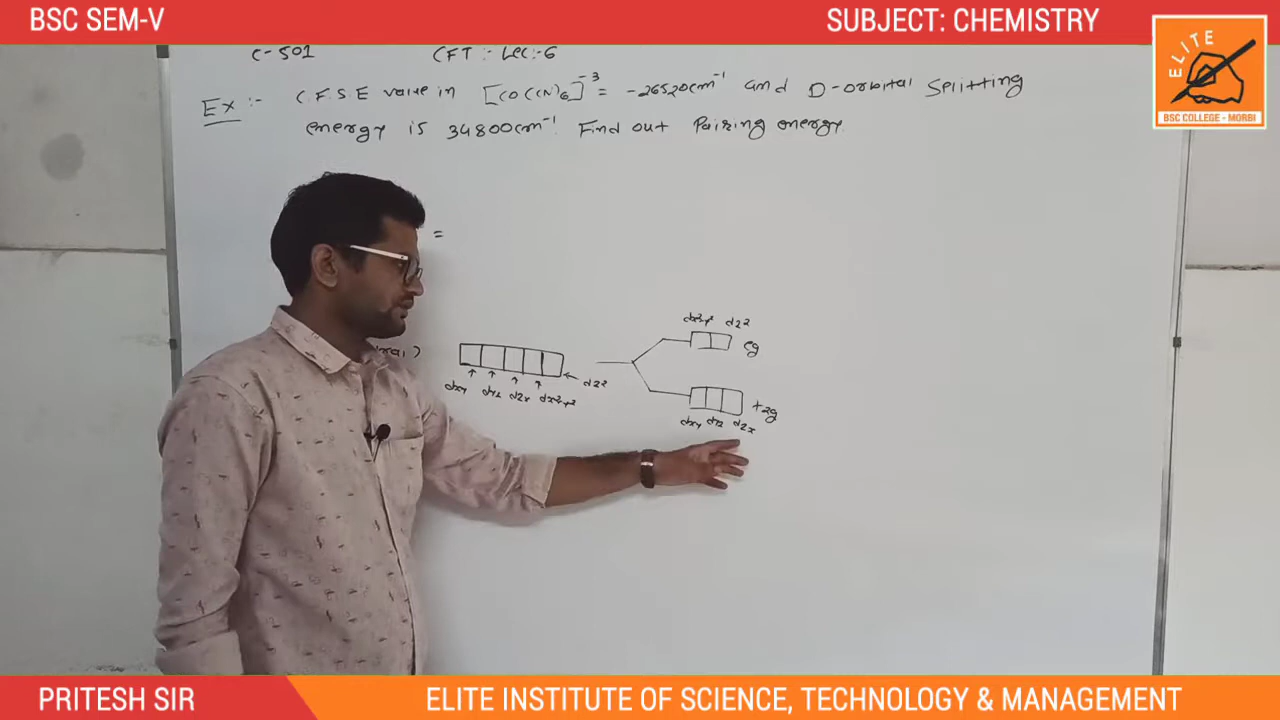 BSC SEM-V
SUBJECT: CHEMISTRY
ELITE
BSC COLLEGE - MORBI
C-501 CFT :- Lec:-6
Ex :- C.F.S.E value in [CO(CN)6]⁻³ = -26520cm⁻¹ and D-orbital Splitting
energy is 34800cm⁻¹. Find out Pairing energy.
=
dx²-y² dz²
eg
dxy dyz dzx dx²-y² dz²
t2g
dxy dyz dzx
PRITESH SIR
ELITE INSTITUTE OF SCIENCE, TECHNOLOGY & MANAGEMENT